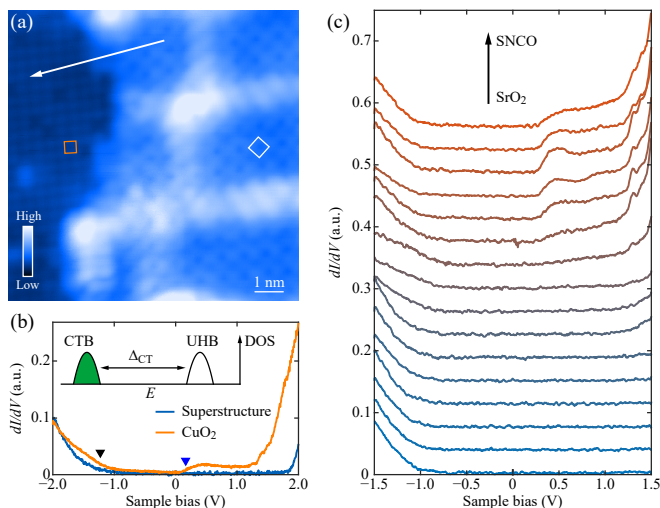 (a)
High
Low
1 nm
(b)
CTB
UHB
DOS
Δ_CT
E
Superstructure
CuO₂
0.2
0.1
0
dI/dV (a.u.)
−2.0 −1.0 0 1.0 2.0
Sample bias (V)
(c)
SNCO
SrO₂
0.7
0.6
0.5
0.4
0.3
0.2
0.1
0
dI/dV (a.u.)
−1.5 −1 −0.5 0 0.5 1 1.5
Sample bias (V)